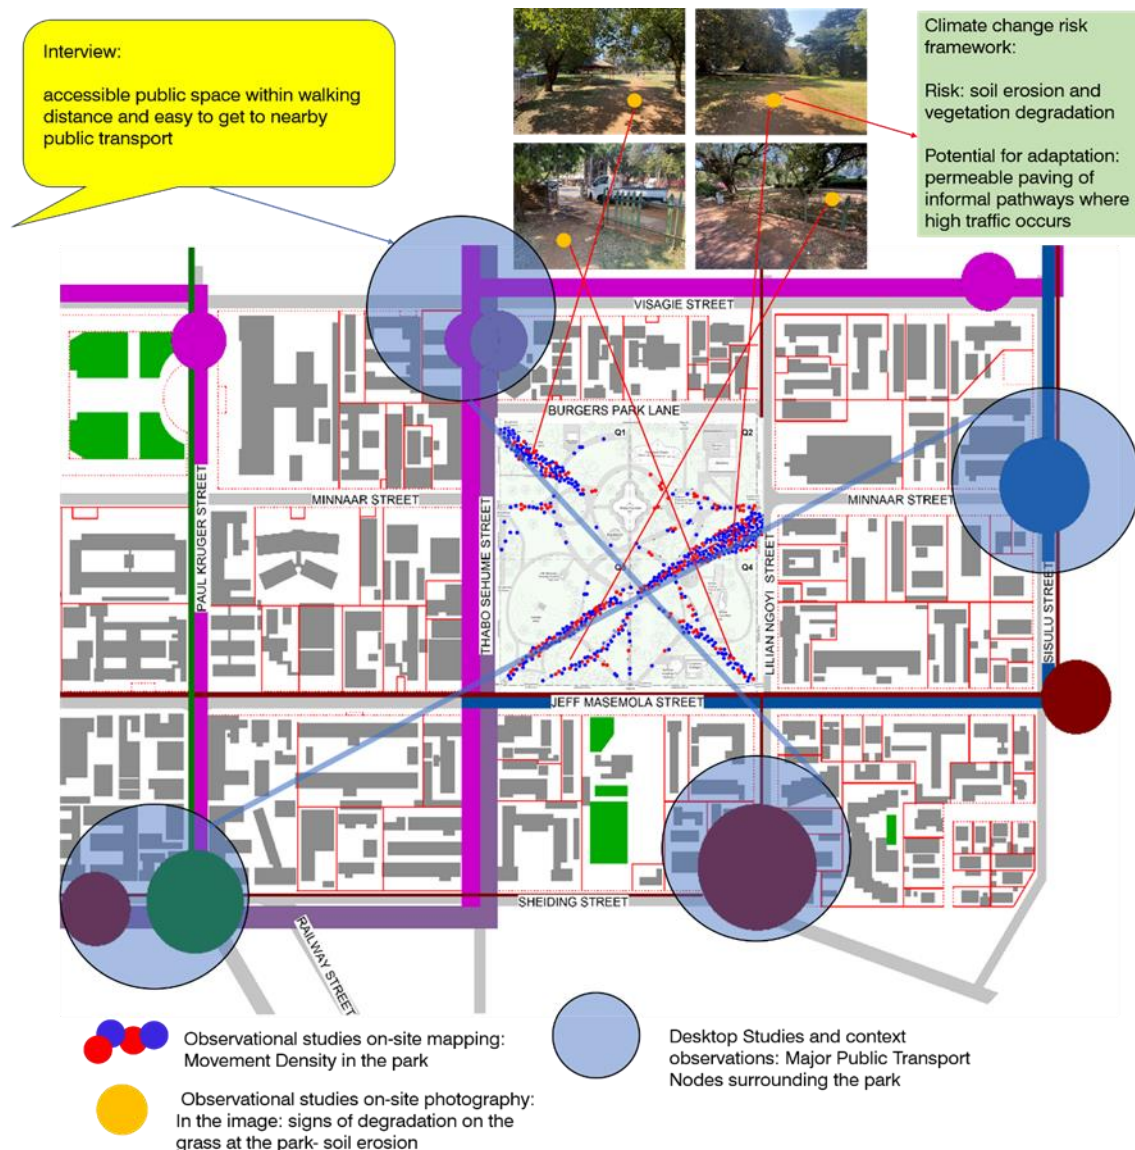 Interview:
accessible public space within walking
distance and easy to get to nearby
public transport
Climate change risk
framework:
Risk: soil erosion and
vegetation degradation
Potential for adaptation:
permeable paving of
informal pathways where
high traffic occurs
VISAGIE STREET
BURGERS PARK LANE
Q1
Q2
MINNAAR STREET
MINNAAR STREET
PAUL KRUGER STREET
THABO SEHUME STREET
Q4
LILIAN NGOYI STREET
SISULU STREET
JEFF MASEMOLA STREET
SHEIDING STREET
RAILWAY STREET
Observational studies on-site mapping:
Movement Density in the park
Desktop Studies and context
observations: Major Public Transport
Nodes surrounding the park
Observational studies on-site photography:
In the image: signs of degradation on the
grass at the park- soil erosion